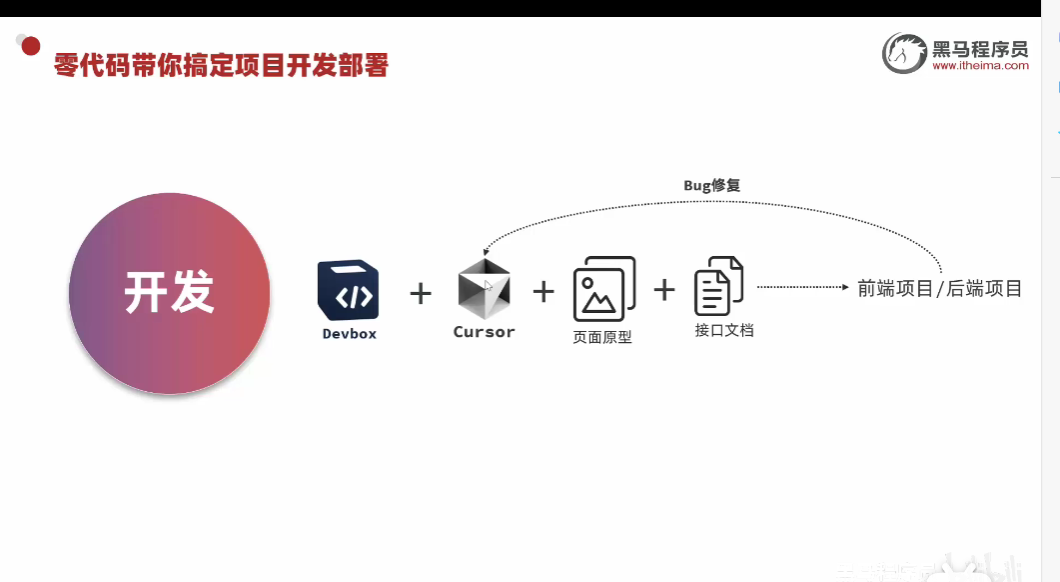 零代码带你搞定项目开发部署
黑马程序员
www.itheima.com
Bug修复
开发
</>
+
+
+
前端项目/后端项目
Devbox
Cursor
页面原型
接口文档